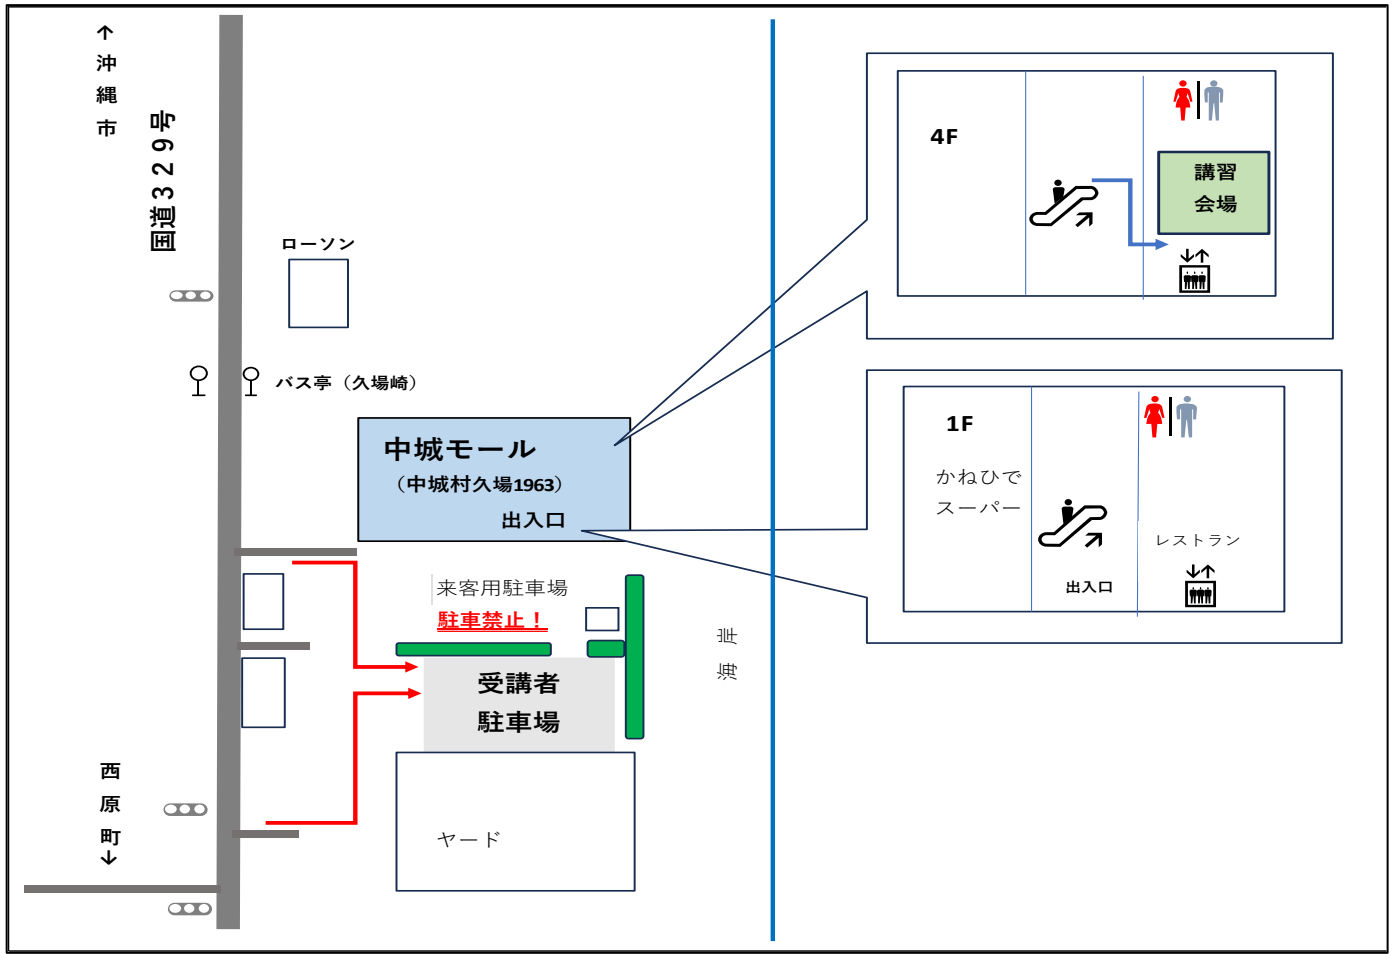 ↑沖縄市
国道329号
ローソン
バス亭（久場崎）
中城モール
（中城村久場1963）
出入口
来客用駐車場
駐車禁止！
受講者
駐車場
ヤード
西原町↓
海岸
4F
講習
会場
↓↑
1F
かねひで
スーパー
レストラン
出入口
↓↑